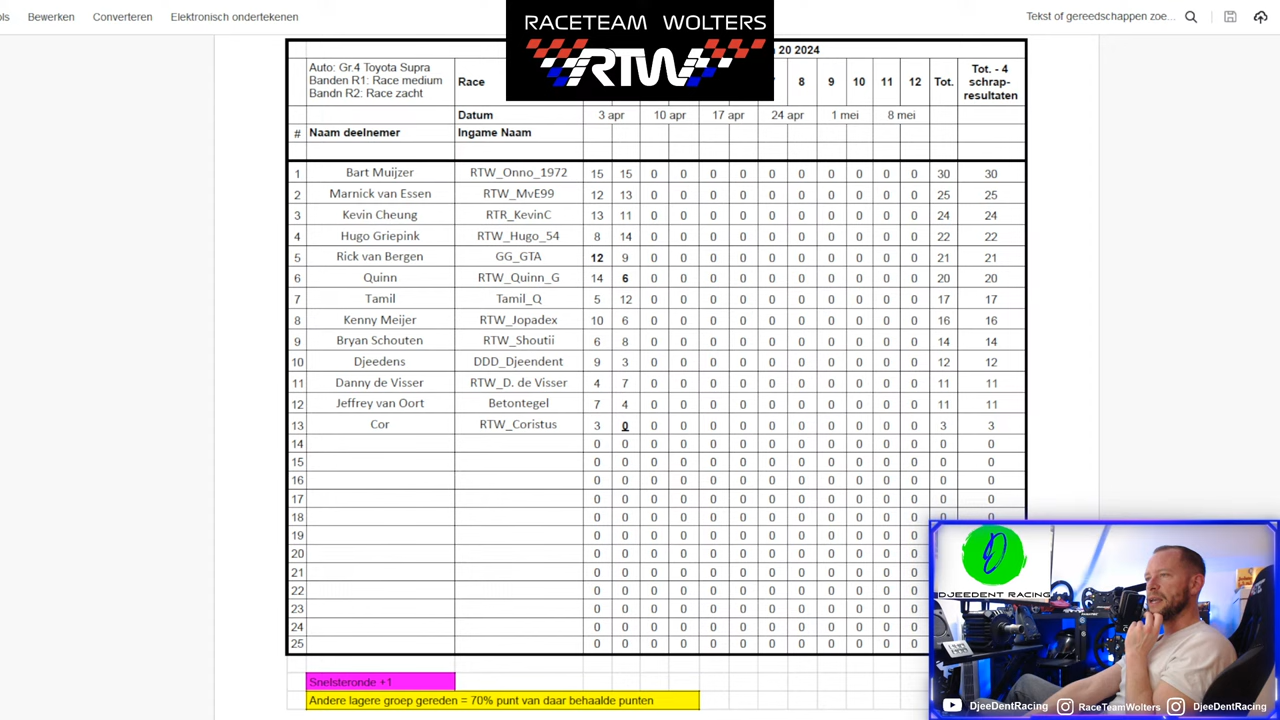 ols Bewerken Converteren Elektronisch ondertekenen Tekst of gereedschappen zoe...
RACETEAM WOLTERS
RTW
20 2024
Auto: Gr.4 Toyota Supra
Banden R1: Race medium
Bandn R2: Race zacht
Race 8 9 10 11 12 Tot. Tot. - 4 schrap-resultaten
Datum 3 apr 10 apr 17 apr 24 apr 1 mei 8 mei
# Naam deelnemer Ingame Naam
1 Bart Muijzer RTW_Onno_1972 15 15 0 0 0 0 0 0 0 0 0 0 30 30
2 Marnick van Essen RTW_MvE99 12 13 0 0 0 0 0 0 0 0 0 0 25 25
3 Kevin Cheung RTR_KevinC 13 11 0 0 0 0 0 0 0 0 0 0 24 24
4 Hugo Griepink RTW_Hugo_54 8 14 0 0 0 0 0 0 0 0 0 0 22 22
5 Rick van Bergen GG_GTA 12 9 0 0 0 0 0 0 0 0 0 0 21 21
6 Quinn RTW_Quinn_G 14 6 0 0 0 0 0 0 0 0 0 0 20 20
7 Tamil Tamil_Q 5 12 0 0 0 0 0 0 0 0 0 0 17 17
8 Kenny Meijer RTW_Jopadex 10 6 0 0 0 0 0 0 0 0 0 0 16 16
9 Bryan Schouten RTW_Shoutii 6 8 0 0 0 0 0 0 0 0 0 0 14 14
10 Djeedens DDD_Djeendent 9 3 0 0 0 0 0 0 0 0 0 0 12 12
11 Danny de Visser RTW_D. de Visser 4 7 0 0 0 0 0 0 0 0 0 0 11 11
12 Jeffrey van Oort Betontegel 7 4 0 0 0 0 0 0 0 0 0 0 11 11
13 Cor RTW_Coristus 3 0 0 0 0 0 0 0 0 0 0 0 3 3
14 0 0 0 0 0 0 0 0 0 0 0 0 0 0
15 0 0 0 0 0 0 0 0 0 0 0 0 0 0
16 0 0 0 0 0 0 0 0 0 0 0 0 0 0
17 0 0 0 0 0 0 0 0 0 0 0 0 0 0
18 0 0 0 0 0 0 0 0 0 0 0 0 0 0
19 0 0 0 0 0 0 0 0 0 0 0 0
20 0 0 0 0 0 0 0 0 0 0 0 0
21 0 0 0 0 0 0 0 0 0 0 0 0
22 0 0 0 0 0 0 0 0 0 0 0 0
23 0 0 0 0 0 0 0 0 0 0 0 0
24 0 0 0 0 0 0 0 0 0 0 0 0
25 0 0 0 0 0 0 0 0 0 0 0 0
Snelsteronde +1
Andere lagere groep gereden = 70% punt van daar behaalde punten
DJEEDENT RACING
DjeeDentRacing RaceTeamWolters DjeeDentRacing